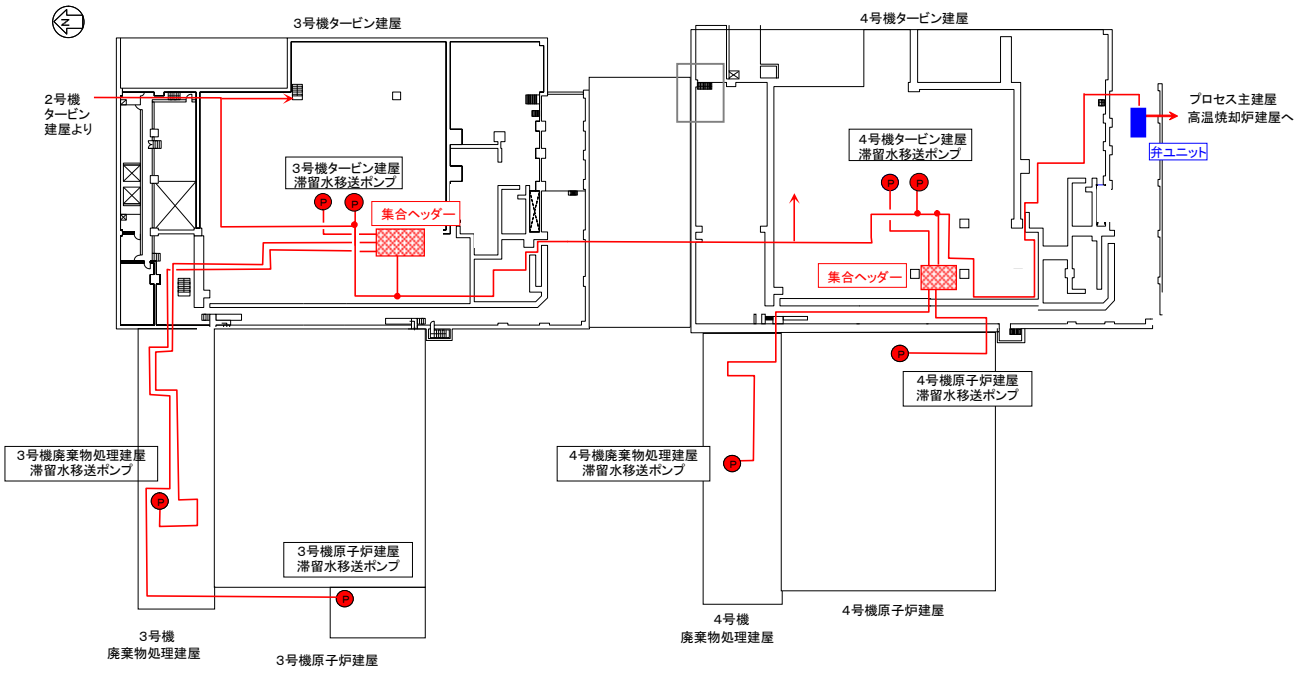 N
3号機タービン建屋
4号機タービン建屋
2号機
タービン
建屋より
プロセス主建屋
高温焼却炉建屋へ
弁ユニット
3号機タービン建屋
滞留水移送ポンプ
4号機タービン建屋
滞留水移送ポンプ
P
P
P
P
集合ヘッダー
集合ヘッダー
P
4号機原子炉建屋
滞留水移送ポンプ
3号機廃棄物処理建屋
滞留水移送ポンプ
4号機廃棄物処理建屋
滞留水移送ポンプ
P
P
3号機原子炉建屋
滞留水移送ポンプ
P
4号機原子炉建屋
4号機
廃棄物処理建屋
3号機
廃棄物処理建屋
3号機原子炉建屋